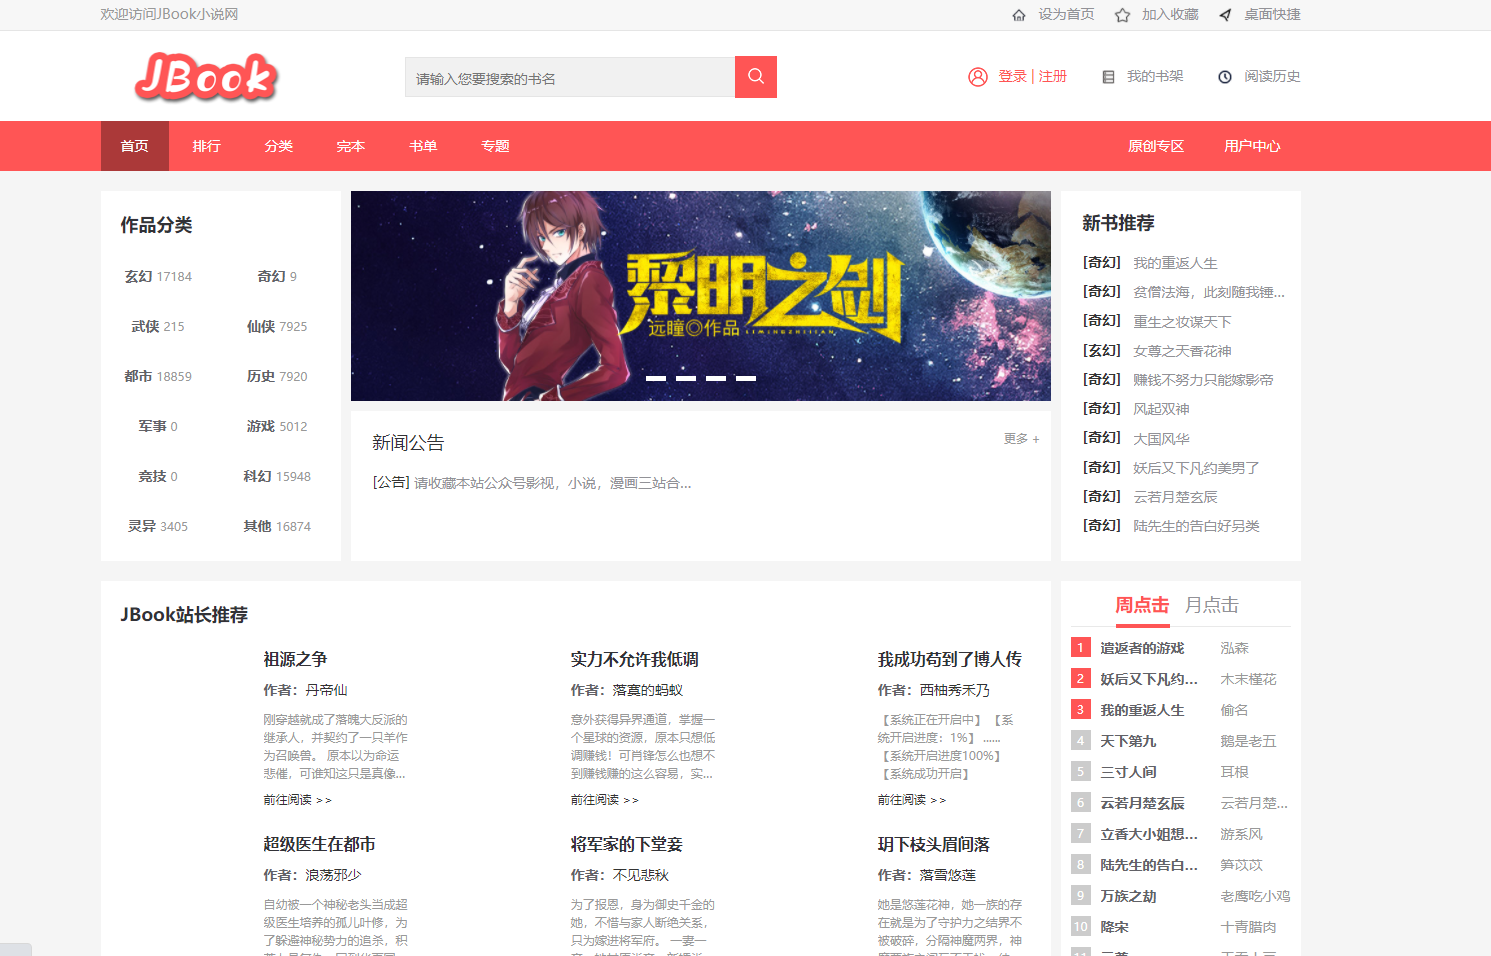 欢迎访问JBook小说网
设为首页 加入收藏 桌面快捷
JBook
请输入您要搜索的书名
登录 | 注册 我的书架 阅读历史
首页 排行 分类 完本 书单 专题 原创专区 用户中心
作品分类
玄幻 17184 奇幻 9
武侠 215 仙侠 7925
都市 18859 历史 7920
军事 0 游戏 5012
竞技 0 科幻 15948
灵异 3405 其他 16874
黎明之剑
远瞳◎作品 LIMINGZHIJIAN
新闻公告 更多 +
[公告] 请收藏本站公众号影视，小说，漫画三站合...
新书推荐
[奇幻] 我的重返人生
[奇幻] 贫僧法海，此刻随我锤...
[奇幻] 重生之妆谋天下
[玄幻] 女尊之天香花神
[奇幻] 赚钱不努力只能嫁影帝
[奇幻] 风起双神
[奇幻] 大国风华
[奇幻] 妖后又下凡约美男了
[奇幻] 云若月楚玄辰
[奇幻] 陆先生的告白好另类
JBook站长推荐
祖源之争
作者：丹帝仙
刚穿越就成了落魄大反派的
继承人，并契约了一只羊作
为召唤兽。 原本以为命运
悲催，可谁知这只是真像...
前往阅读 >>
实力不允许我低调
作者：落寞的蚂蚁
意外获得异界通道，掌握一
个星球的资源，原本只想低
调赚钱！可肖锋怎么也想不
到赚钱赚的这么容易，实...
前往阅读 >>
我成功苟到了博人传
作者：西柚秀禾乃
【系统正在开启中】 【系
统开启进度：1%】 ......
【系统开启进度100%】
【系统成功开启】
前往阅读 >>
超级医生在都市
作者：浪荡邪少
自幼被一个神秘老头当成超
级医生培养的孤儿叶修，为
了躲避神秘势力的追杀，积
将军家的下堂妾
作者：不见悲秋
为了报恩，身为御史千金的
她，不惜与家人断绝关系，
只为嫁进将军府。 一妻一
玥下枝头眉间落
作者：落雪悠莲
她是悠莲花神，她一族的存
在就是为了守护力之结界不
被破碎，分隔神魔两界，神
周点击 月点击
1 遣返者的游戏 泓森
2 妖后又下凡约... 木末槿花
3 我的重返人生 偷名
4 天下第九 鹅是老五
5 三寸人间 耳根
6 云若月楚玄辰 云若月楚...
7 立香大小姐想... 游系风
8 陆先生的告白... 笋苡苡
9 万族之劫 老鹰吃小鸡
10 降宋 十青腊肉